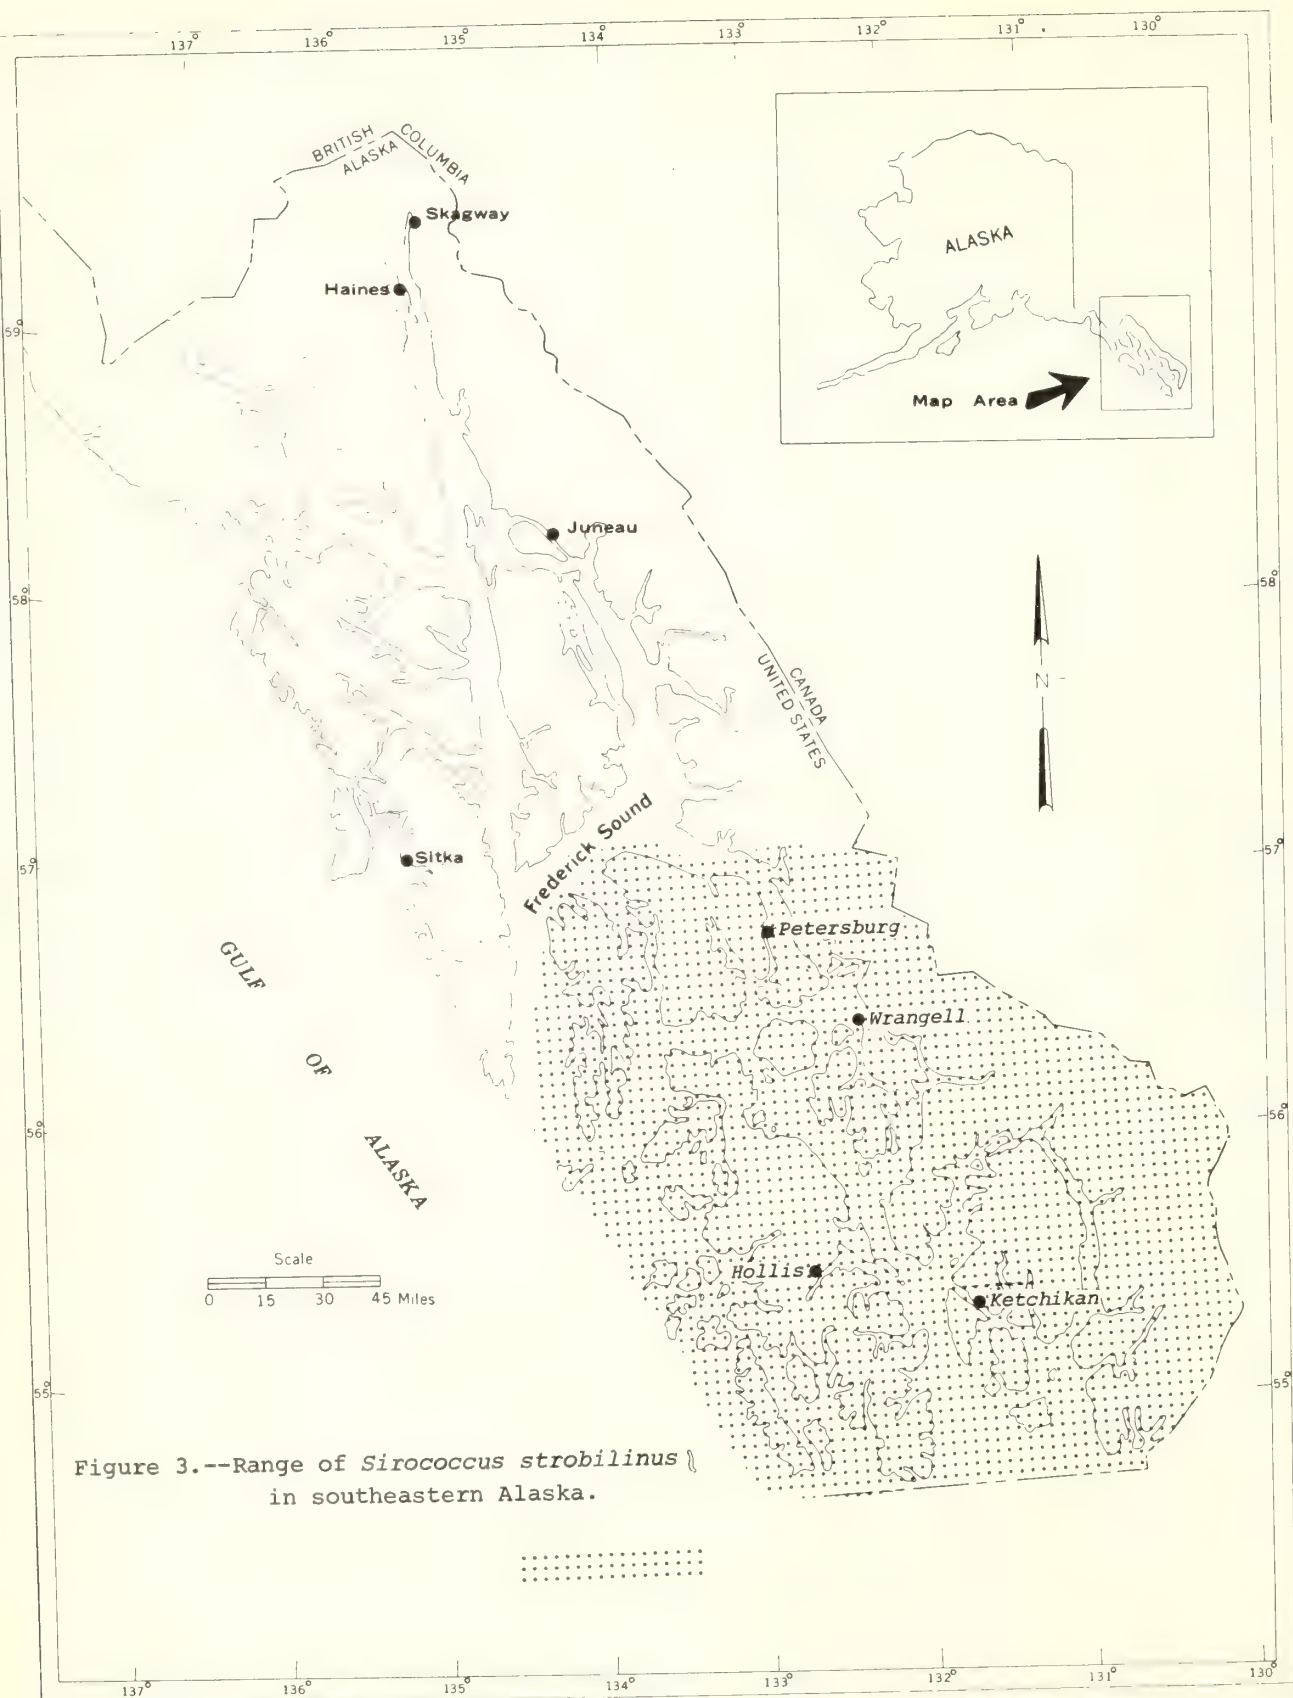 137° 136° 135° 134° 133° 132° 131° 130°
BRITISH COLUMBIA
ALASKA
Skagway
Haines
ALASKA
Map Area
59°
Juneau
58° 58°
N
CANADA
UNITED STATES
Frederick Sound
Sitka
57° 57°
Petersburg
GULF
OF
ALASKA
Wrangell
56° 56°
Scale
0 15 30 45 Miles
Hollis
Ketchikan
55° 55°
Figure 3.--Range of Sirococcus strobilinus
in southeastern Alaska.
137° 136° 135° 134° 133° 132° 131° 130°